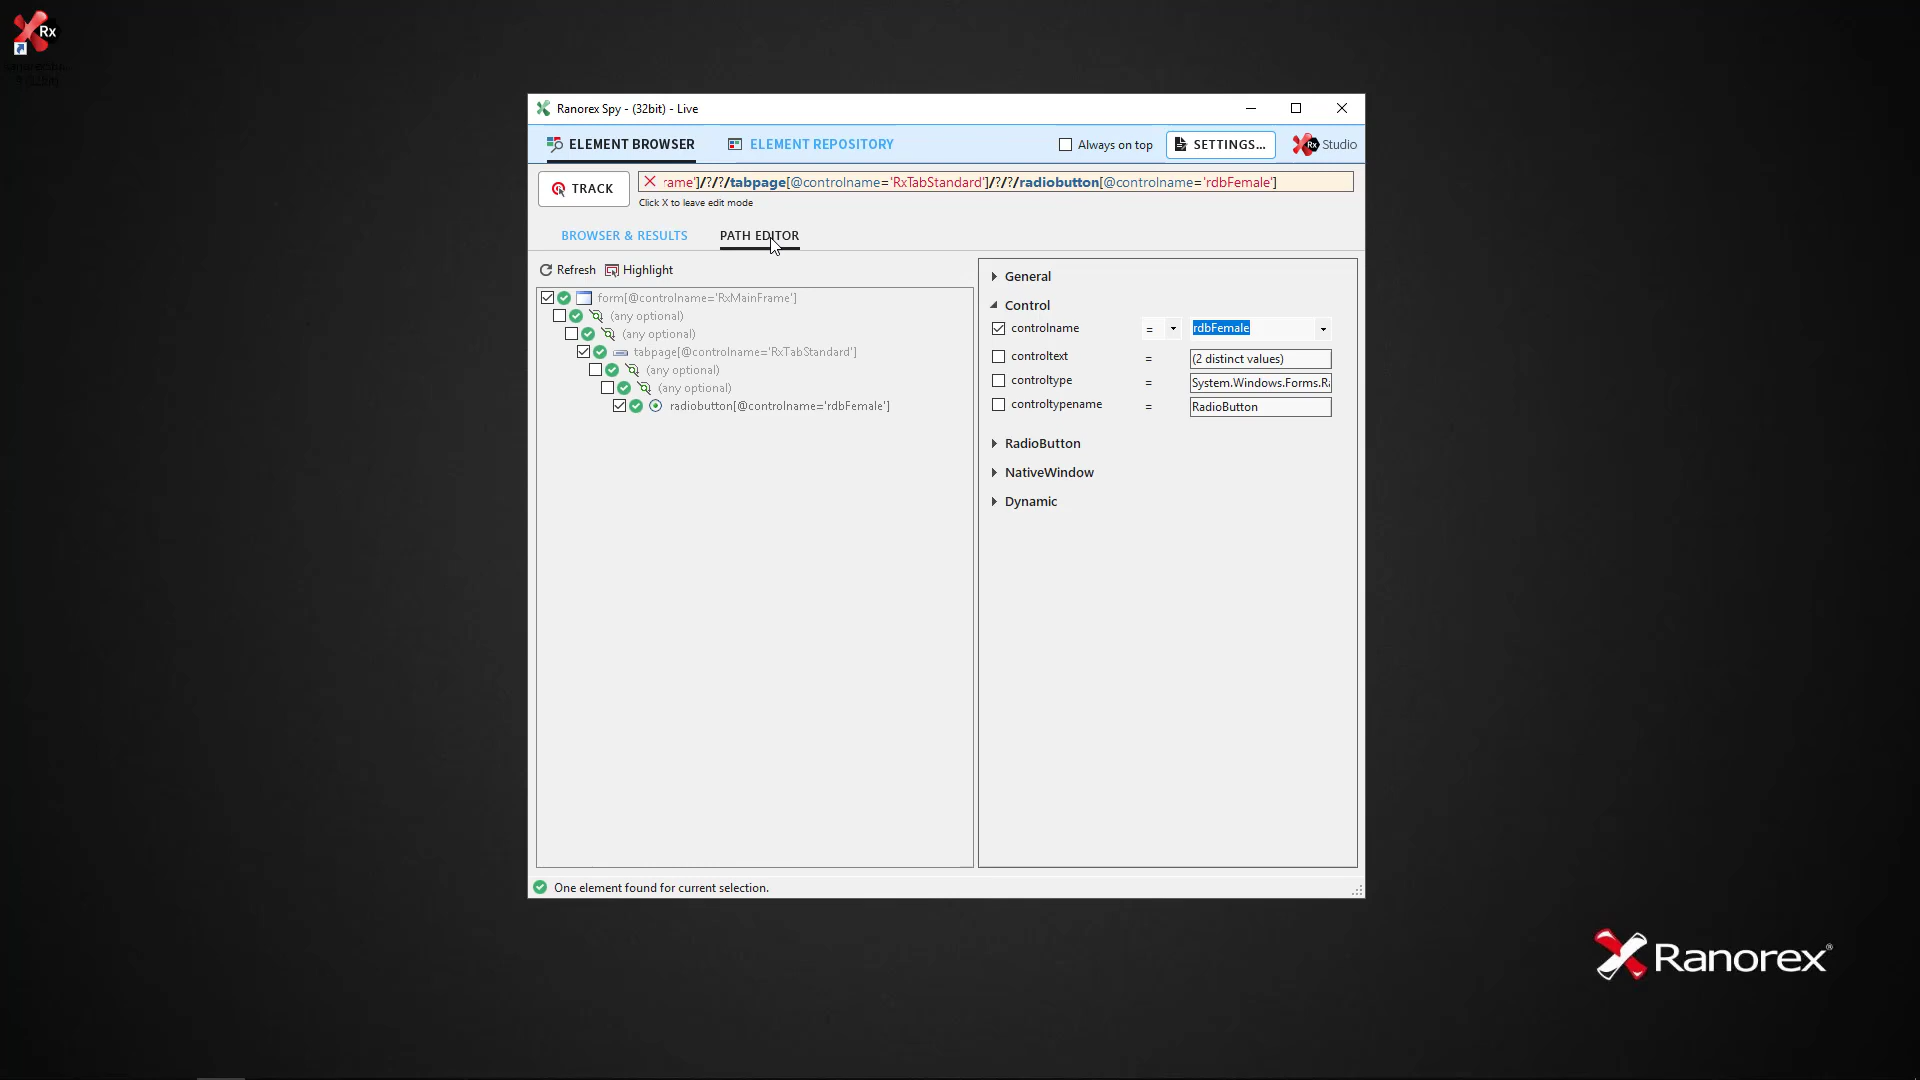 Rx
Ranorex Spy - (32bit) - Live
ELEMENT BROWSER
ELEMENT REPOSITORY
Always on top
SETTINGS...
Rx Studio
TRACK
rame']/?/?/tabpage[@controlname='RxTabStandard']/?/?/radiobutton[@controlname='rdbFemale']
Click X to leave edit mode
BROWSER & RESULTS
PATH EDITOR
Refresh
Highlight
form[@controlname='RxMainFrame']
(any optional)
(any optional)
tabpage[@controlname='RxTabStandard']
(any optional)
(any optional)
radiobutton[@controlname='rdbFemale']
General
Control
controlname = rdbFemale
controltext = (2 distinct values)
controltype = System.Windows.Forms.Ra
controltypename = RadioButton
RadioButton
NativeWindow
Dynamic
One element found for current selection.
Ranorex®